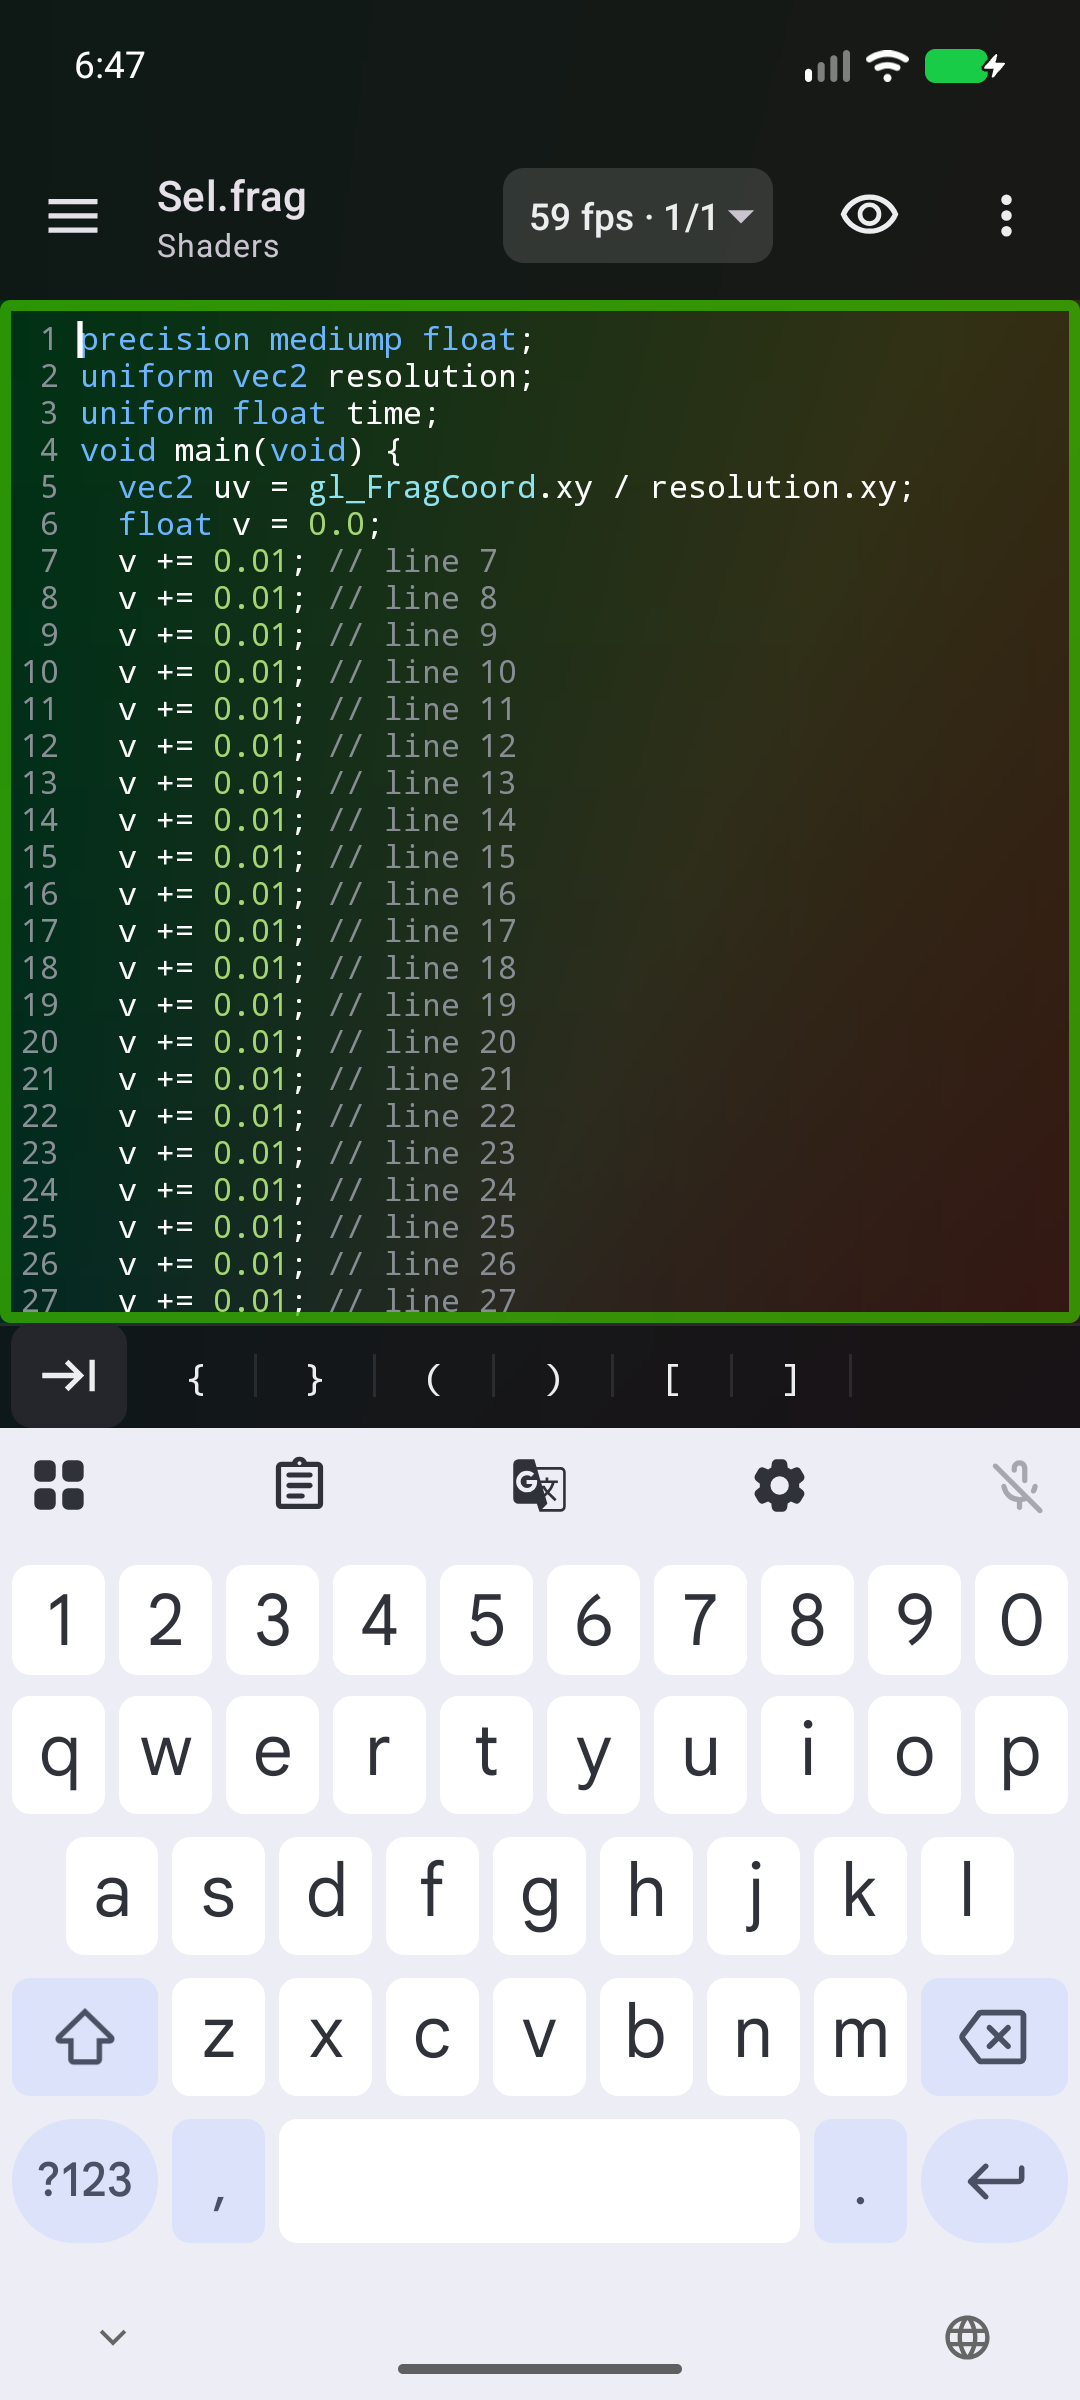 6:47
Sel.frag
Shaders
59 fps · 1/1
1 precision mediump float;
2 uniform vec2 resolution;
3 uniform float time;
4 void main(void) {
5   vec2 uv = gl_FragCoord.xy / resolution.xy;
6   float v = 0.0;
7   v += 0.01; // line 7
8   v += 0.01; // line 8
9   v += 0.01; // line 9
10   v += 0.01; // line 10
11   v += 0.01; // line 11
12   v += 0.01; // line 12
13   v += 0.01; // line 13
14   v += 0.01; // line 14
15   v += 0.01; // line 15
16   v += 0.01; // line 16
17   v += 0.01; // line 17
18   v += 0.01; // line 18
19   v += 0.01; // line 19
20   v += 0.01; // line 20
21   v += 0.01; // line 21
22   v += 0.01; // line 22
23   v += 0.01; // line 23
24   v += 0.01; // line 24
25   v += 0.01; // line 25
26   v += 0.01; // line 26
27   v += 0.01; // line 27
{ } ( ) [ ]
1 2 3 4 5 6 7 8 9 0
q w e r t y u i o p
a s d f g h j k l
z x c v b n m
?123 , .